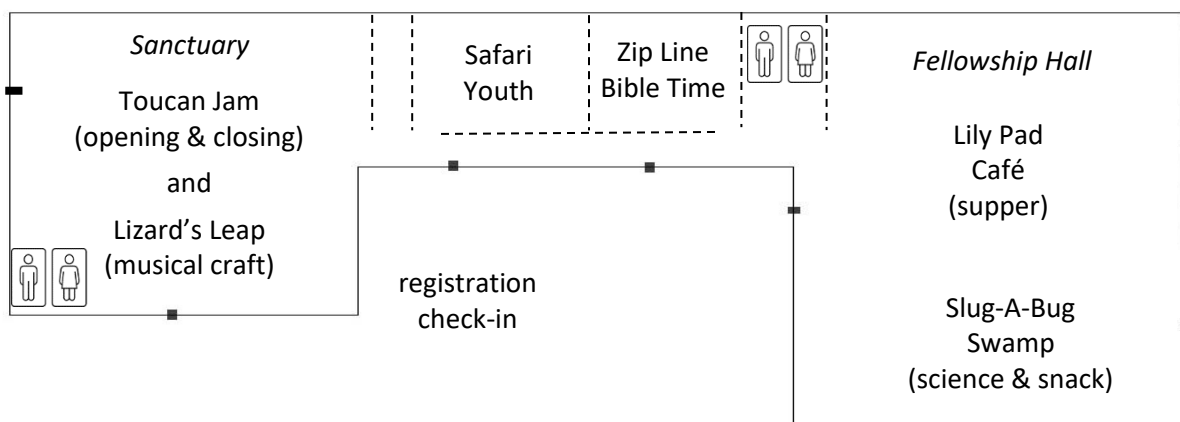 Sanctuary
Toucan Jam
(opening & closing)
and
Lizard’s Leap
(musical craft)
Safari
Youth
Zip Line
Bible Time
Fellowship Hall
Lily Pad
Café
(supper)
Slug-A-Bug
Swamp
(science & snack)
registration
check-in